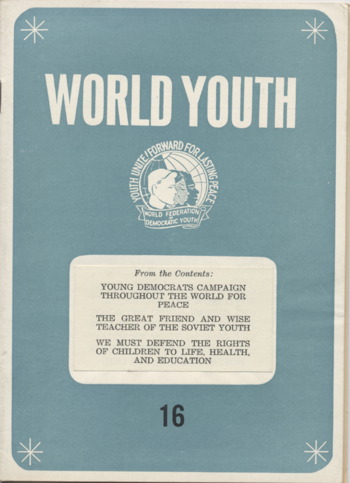 WORLD YOUTH
YOUTH UNITE! FORWARD FOR LASTING PEACE
WORLD FEDERATION
DEMOCRATIC YOUTH
From the Contents:
YOUNG DEMOCRATS CAMPAIGN
THROUGHOUT THE WORLD FOR
PEACE
THE GREAT FRIEND AND WISE
TEACHER OF THE SOVIET YOUTH
WE MUST DEFEND THE RIGHTS
OF CHILDREN TO LIFE, HEALTH,
AND EDUCATION
16